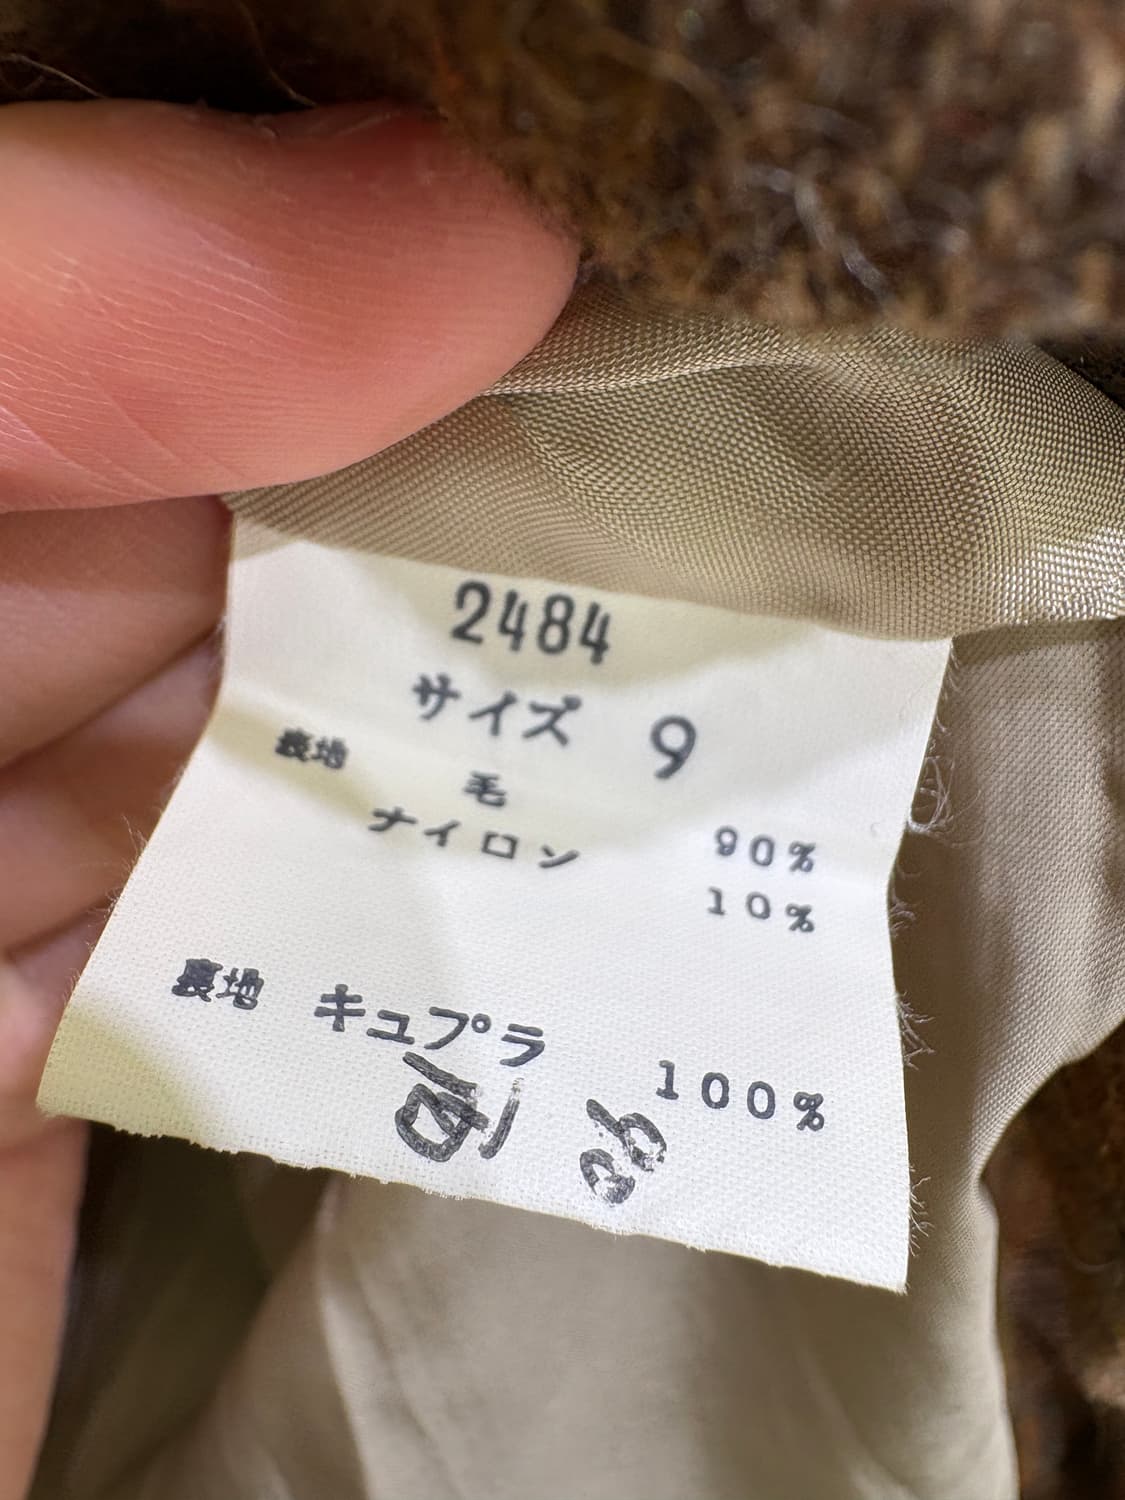 2484
サイズ 9
表地 毛 90%
ナイロン 10%
裏地 キュプラ 100%